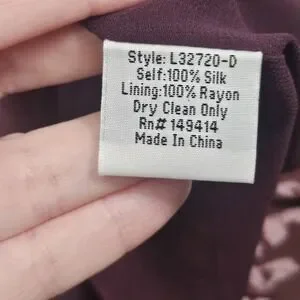 Style: L32720-D
Self:100% Silk
Lining:100% Rayon
Dry Clean Only
Rn# 149414
Made In China